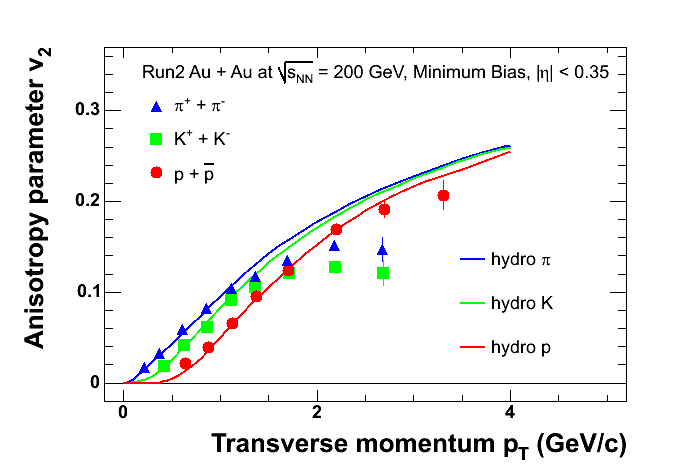 Run2 Au + Au at √sNN = 200 GeV, Minimum Bias, |η| < 0.35
π⁺ + π⁻
K⁺ + K⁻
p + p̅
hydro π
hydro K
hydro p
Anisotropy parameter v₂
0.3
0.2
0.1
0
0 2 4
Transverse momentum pT (GeV/c)